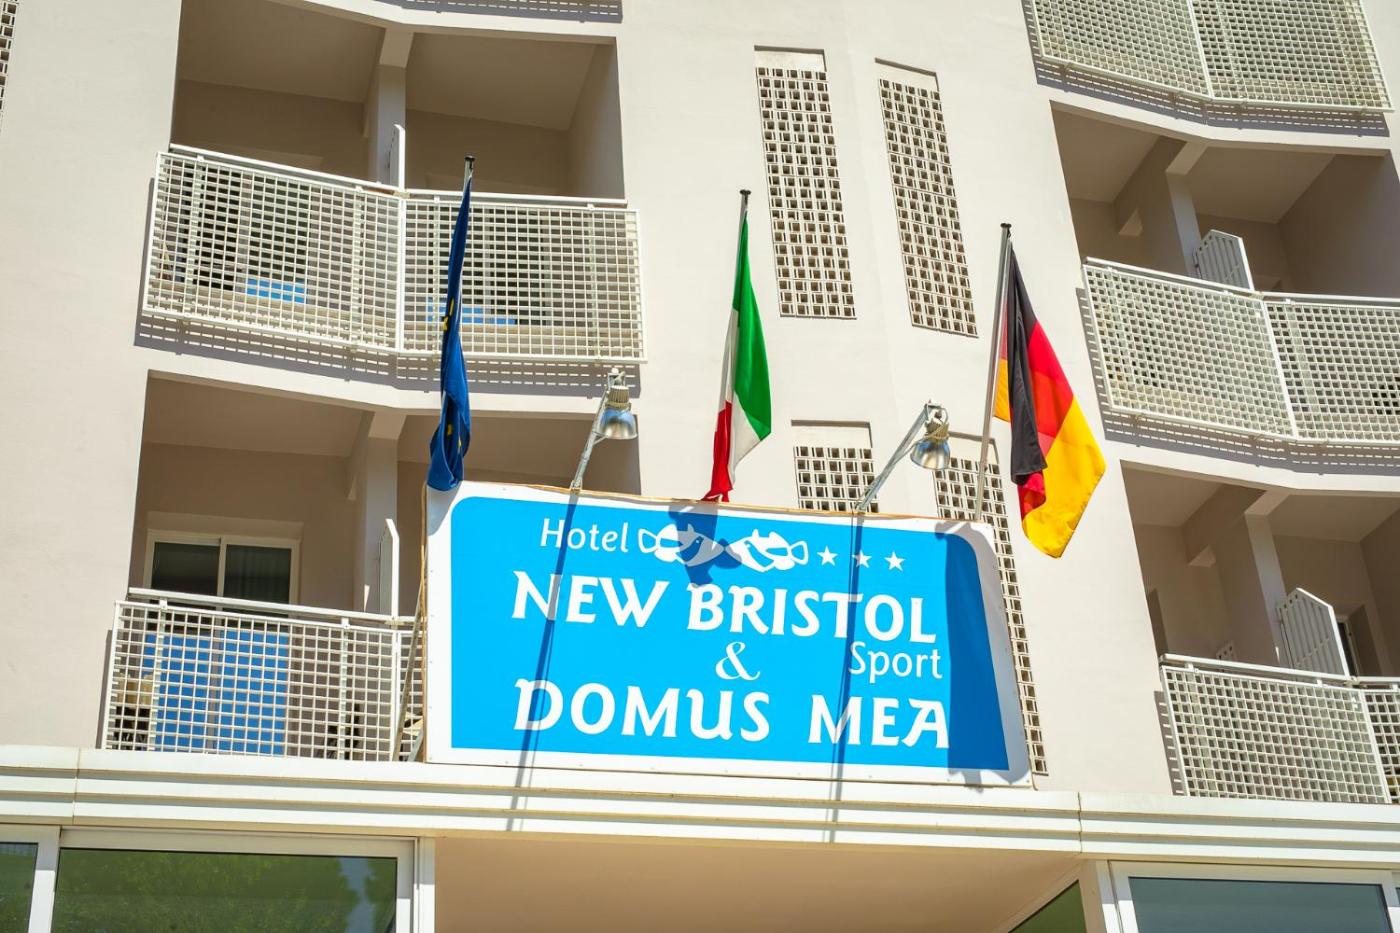 Hotel ★★★
NEW BRISTOL
& Sport
DOMUS MEA